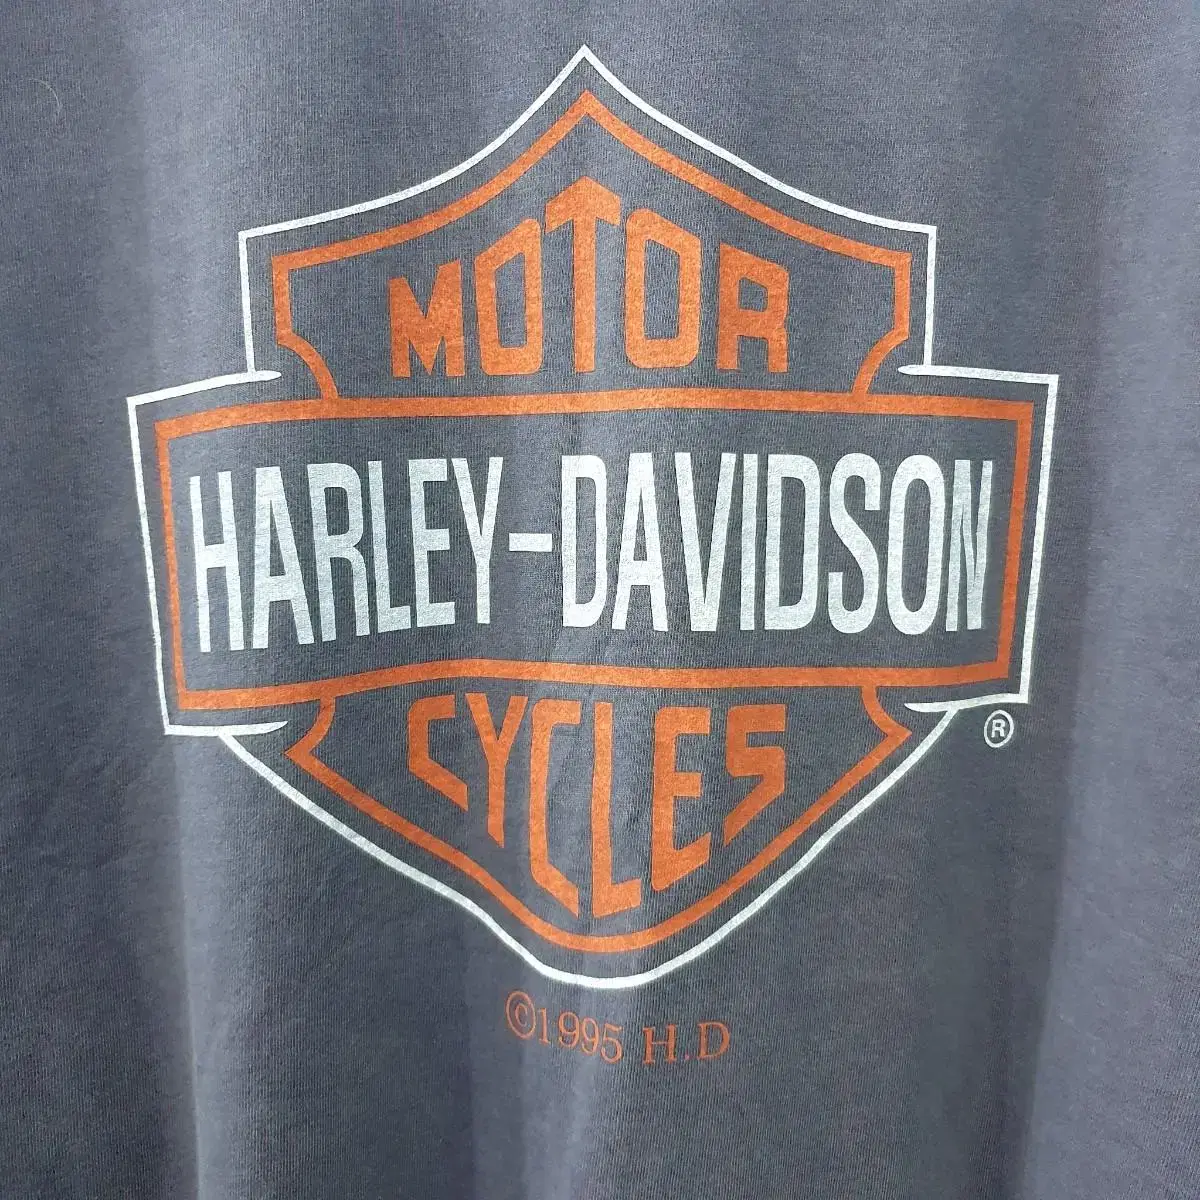 MOTOR
HARLEY-DAVIDSON
®
CYCLES
©1995 H.D